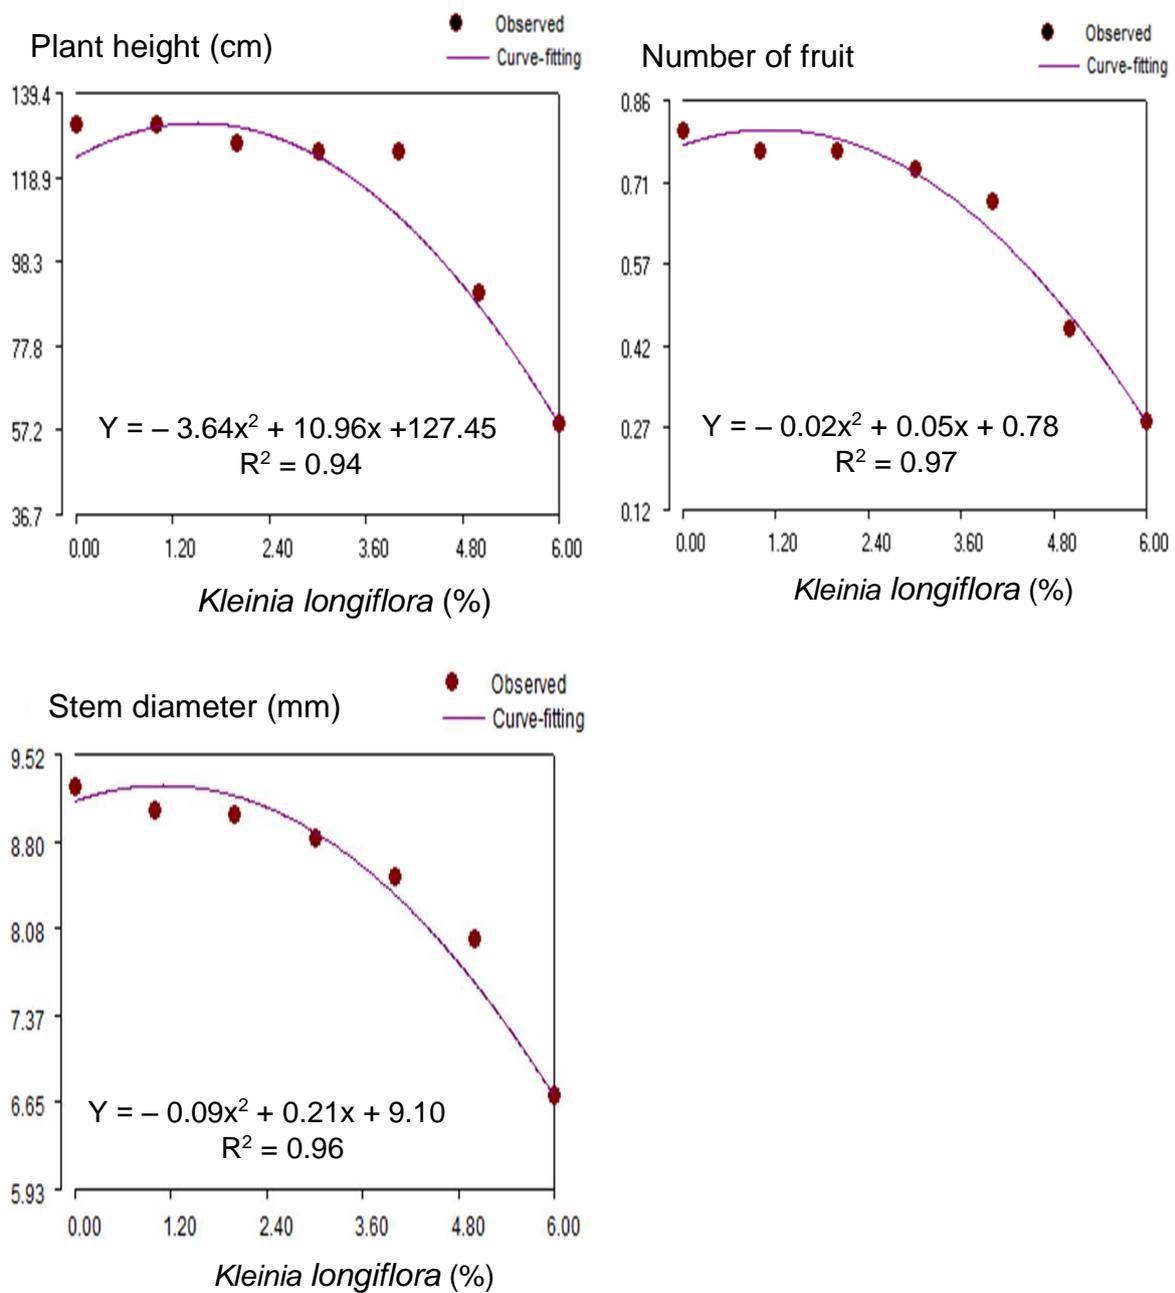 Plant height (cm)
Observed
Curve-fitting
139.4
118.9
98.3
77.8
57.2
36.7
Y = – 3.64x² + 10.96x +127.45
R² = 0.94
0.00 1.20 2.40 3.60 4.80 6.00
Kleinia longiflora (%)
Number of fruit
Observed
Curve-fitting
0.86
0.71
0.57
0.42
0.27
0.12
Y = – 0.02x² + 0.05x + 0.78
R² = 0.97
0.00 1.20 2.40 3.60 4.80 6.00
Kleinia longiflora (%)
Stem diameter (mm)
Observed
Curve-fitting
9.52
8.80
8.08
7.37
6.65
5.93
Y = – 0.09x² + 0.21x + 9.10
R² = 0.96
0.00 1.20 2.40 3.60 4.80 6.00
Kleinia longiflora (%)